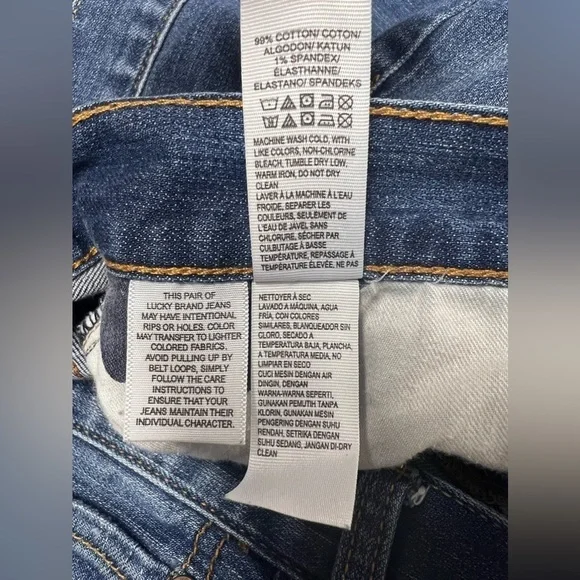 99% COTTON/ COTON/
ALGODON/ KATUN
1% SPANDEX/
ÉLASTHANNE/
ELASTANO/ SPANDEKS
MACHINE WASH COLD, WITH
LIKE COLORS, NON-CHLORINE
BLEACH, TUMBLE DRY LOW,
WARM IRON, DO NOT DRY
CLEAN
LAVER À LA MACHINE À L'EAU
FROIDE, SEPARER LES
COULEURS, SEULEMENT DE
L'EAU DE JAVEL SANS
CHLORURE, SÉCHER PAR
CULBUTAGE À BASSE
TEMPÉRATURE, REPASSAGE À
TEMPÉRATURE ÉLEVÉE, NE PAS
NETTOYER À SEC
LAVADO A MÁQUINA, AGUA
FRÍA, CON COLORES
SIMILARES, BLANQUEADOR SIN
CLORO, SECADO A
TEMPERATURA BAJA, PLANCHA
A TEMPERATURA MEDIA, NO
LIMPIAR EN SECO
CUCI MESIN DENGAN AIR
DINGIN, DENGAN
WARNA-WARNA SEPERTI,
GUNAKAN PEMUTIH TANPA
KLORIN, GUNAKAN MESIN
PENGERING DENGAN SUHU
RENDAH, SETRIKA DENGAN
SUHU SEDANG, JANGAN DI-DRY
CLEAN
THIS PAIR OF
LUCKY BRAND JEANS
MAY HAVE INTENTIONAL
RIPS OR HOLES. COLOR
MAY TRANSFER TO LIGHTER
COLORED FABRICS.
AVOID PULLING UP BY
BELT LOOPS, SIMPLY
FOLLOW THE CARE
INSTRUCTIONS TO
ENSURE THAT YOUR
JEANS MAINTAIN THEIR
INDIVIDUAL CHARACTER.